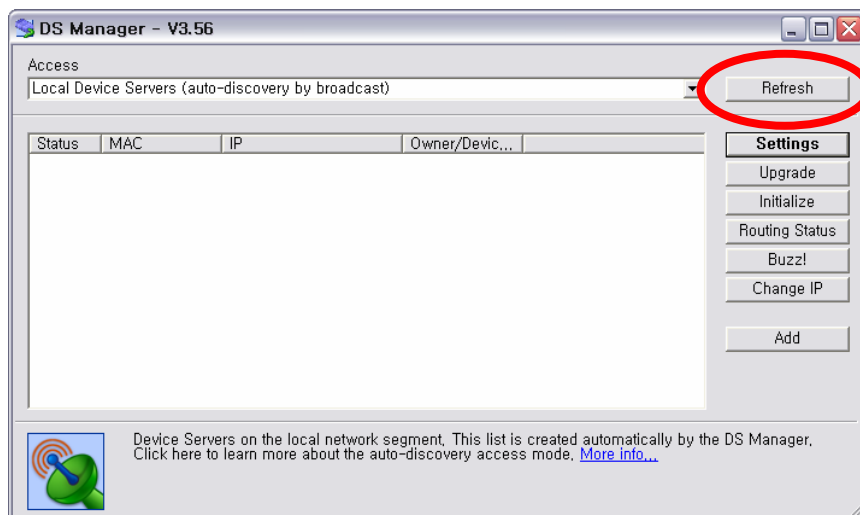 DS Manager - V3.56
Access
Local Device Servers (auto-discovery by broadcast)
Refresh
Status MAC IP Owner/Devic...
Settings
Upgrade
Initialize
Routing Status
Buzz!
Change IP
Add
Device Servers on the local network segment. This list is created automatically by the DS Manager.
Click here to learn more about the auto-discovery access mode. More info...